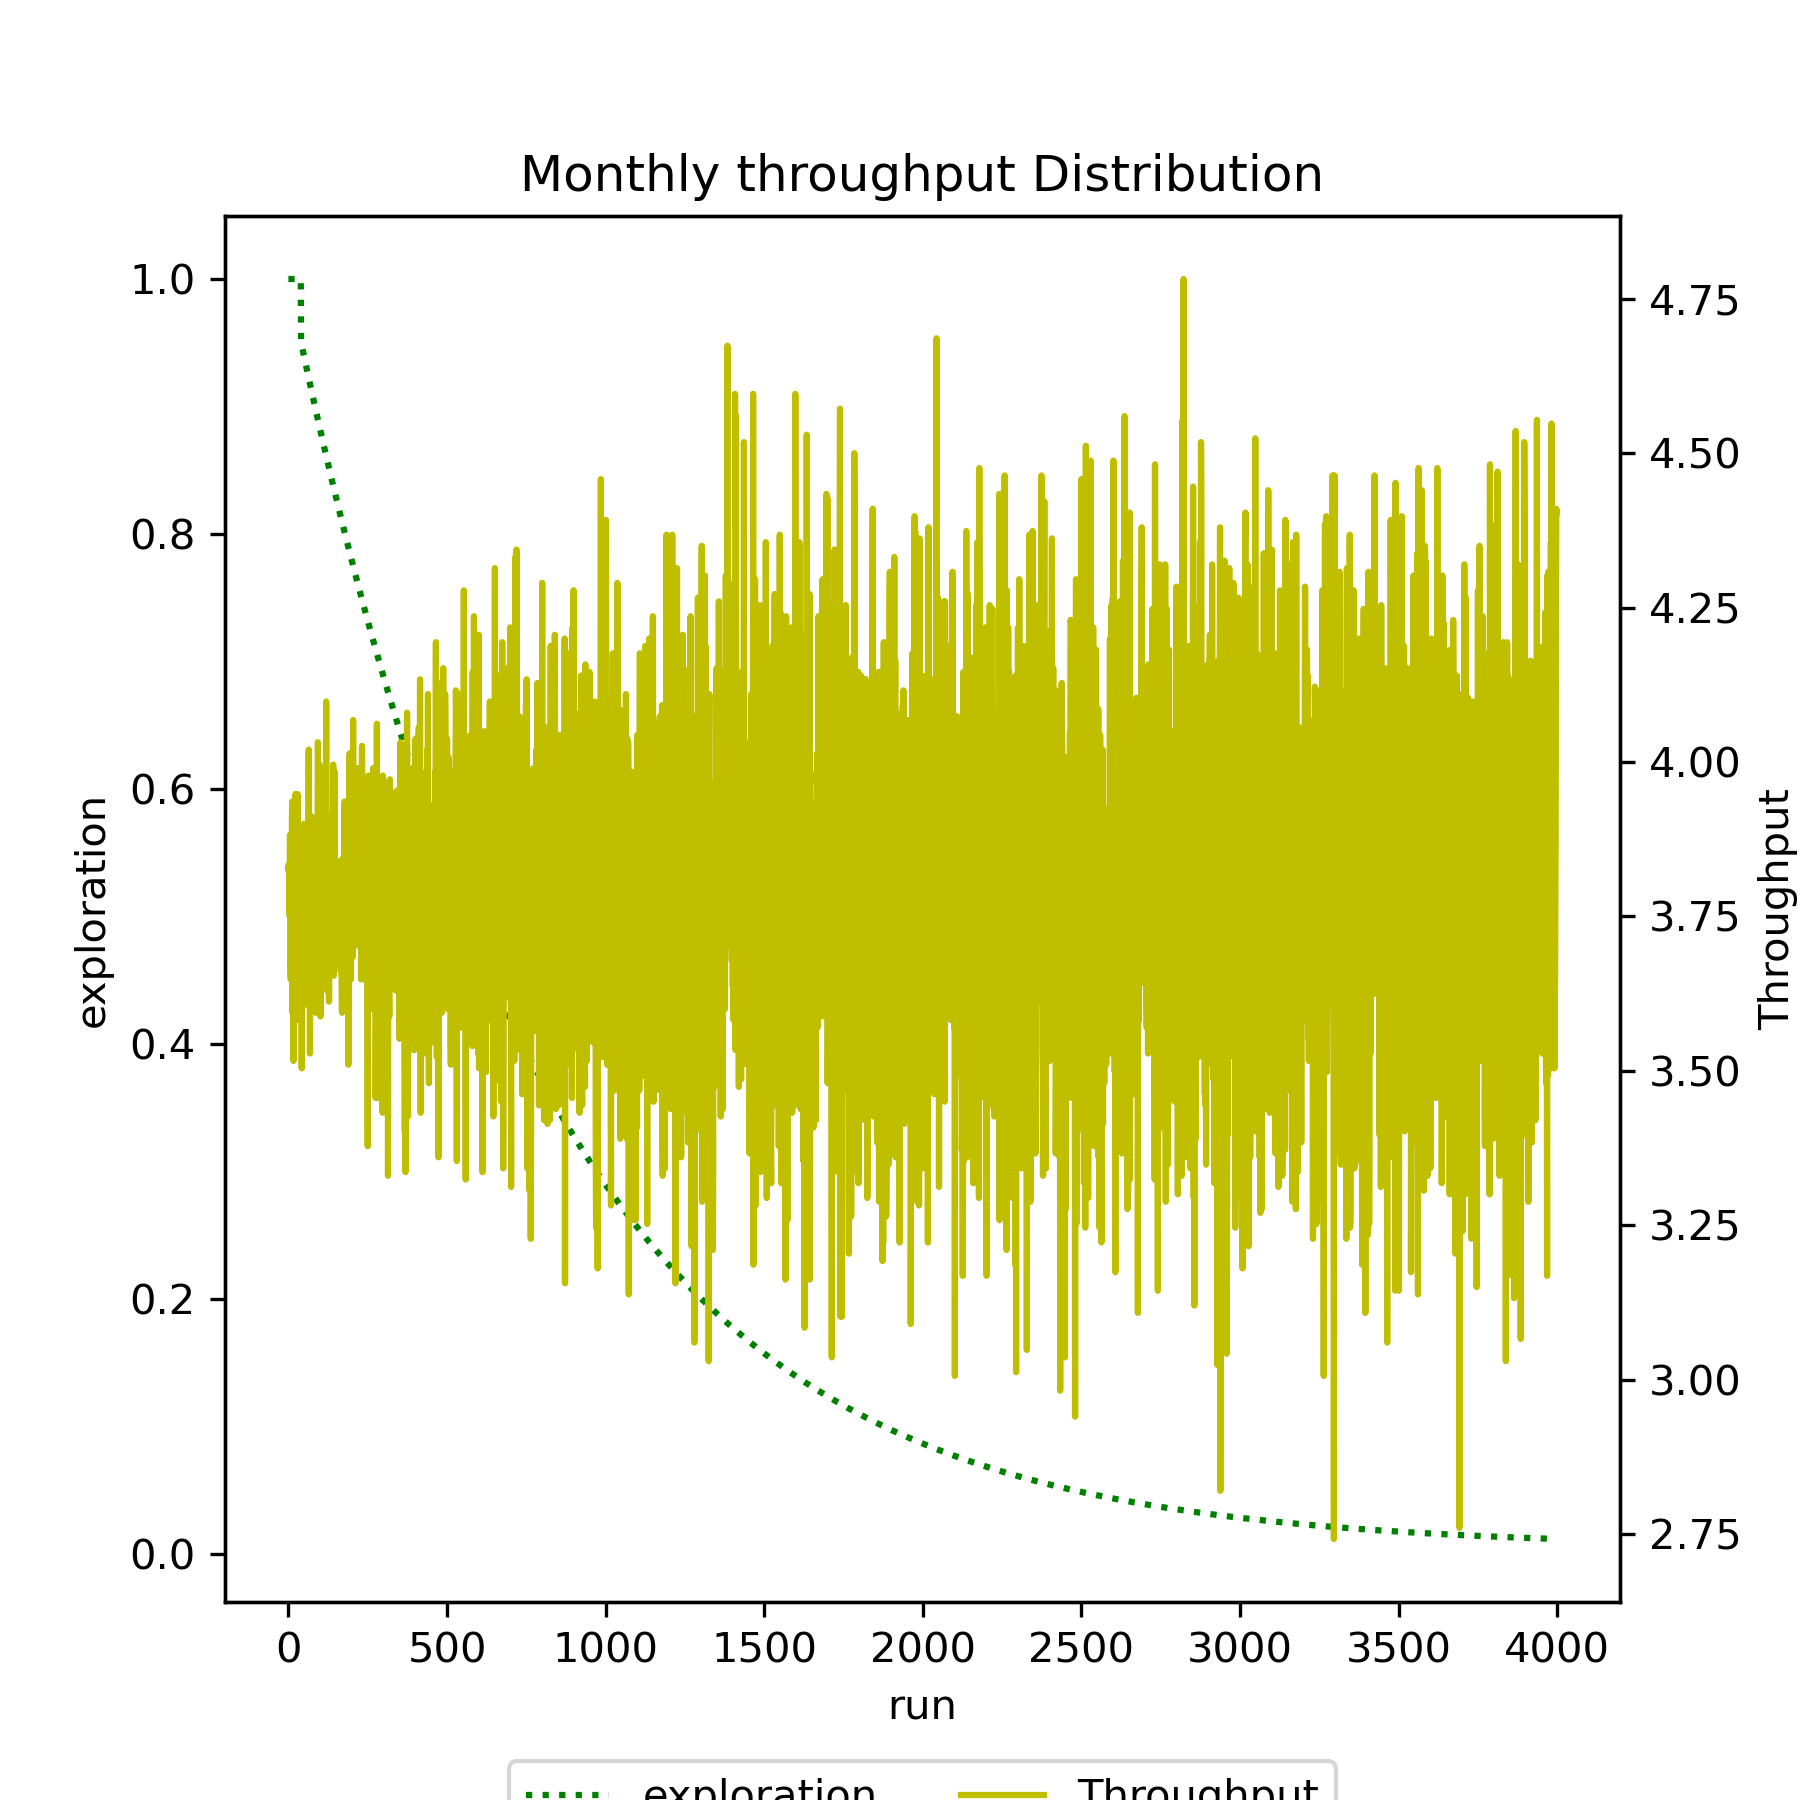 Monthly throughput Distribution
1.0
0.8
0.6
0.4
0.2
0.0
exploration
4.75
4.50
4.25
4.00
3.75
3.50
3.25
3.00
2.75
Throughput
0 500 1000 1500 2000 2500 3000 3500 4000
run
exploration Throughput